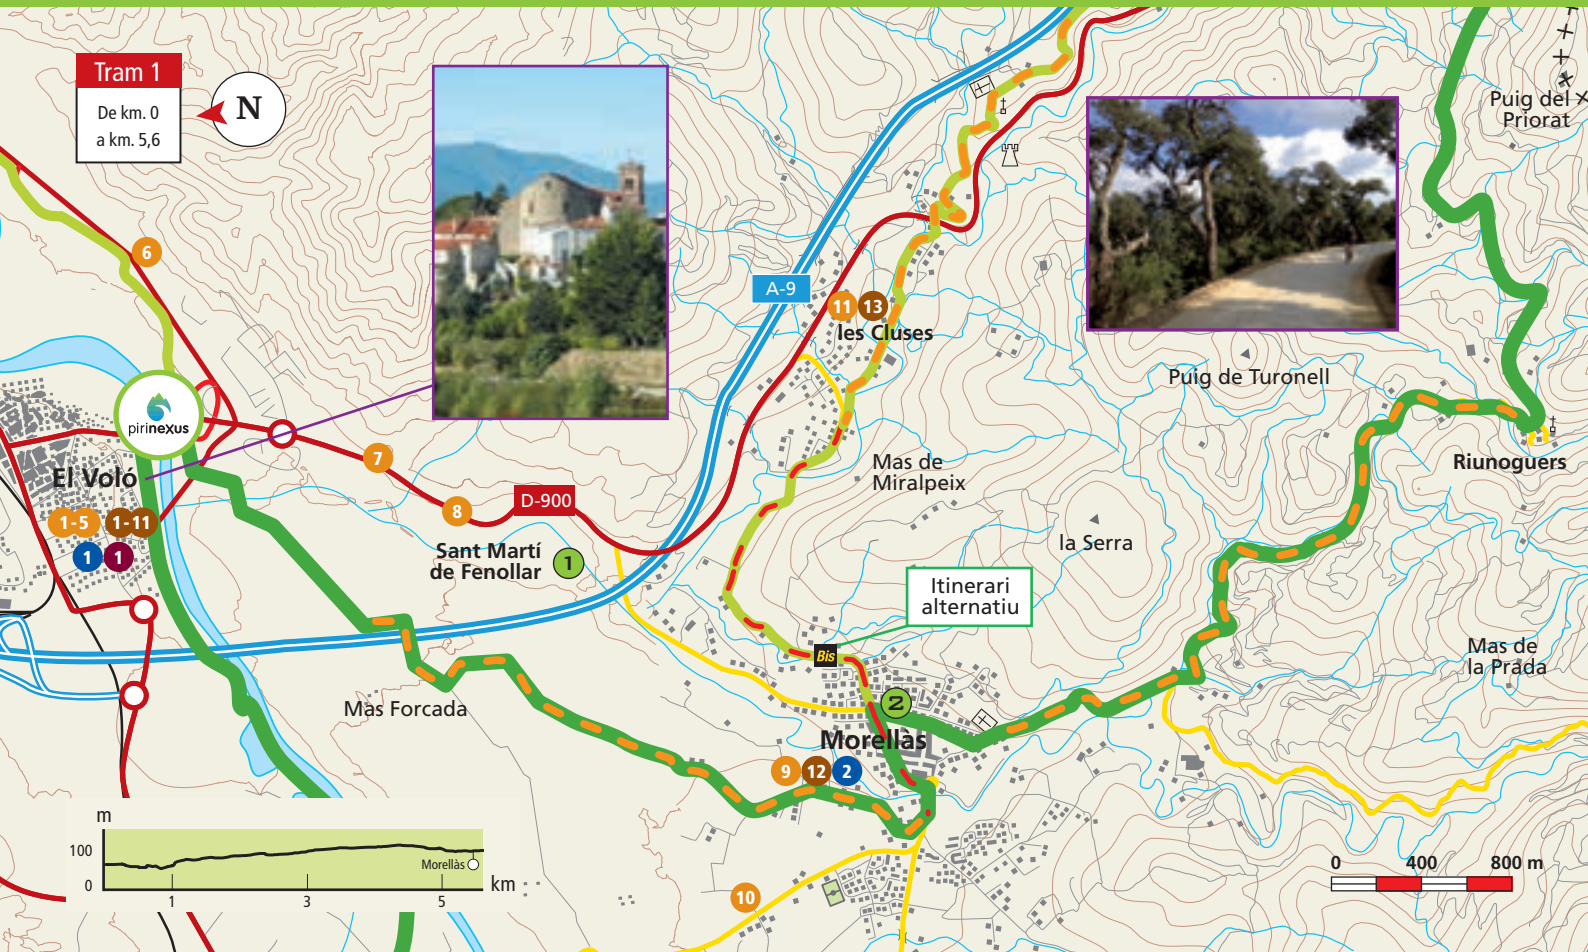 Tram 1
De km. 0
a km. 5,6
N
6
A-9
11
13
les Cluses
Puig del
Priorat
Puig de Turonell
Riunoguers
pirinexus
El Voló
1-5
1-11
1
1
7
8
D-900
Sant Martí
de Fenollar
1
Mas de
Miralpeix
la Serra
Itinerari
alternatiu
Bis
2
Morellàs
9
12
2
Mas de
la Prada
Mas Forcada
10
m
100
0
Morellàs
km
1
3
5
0
400
800 m